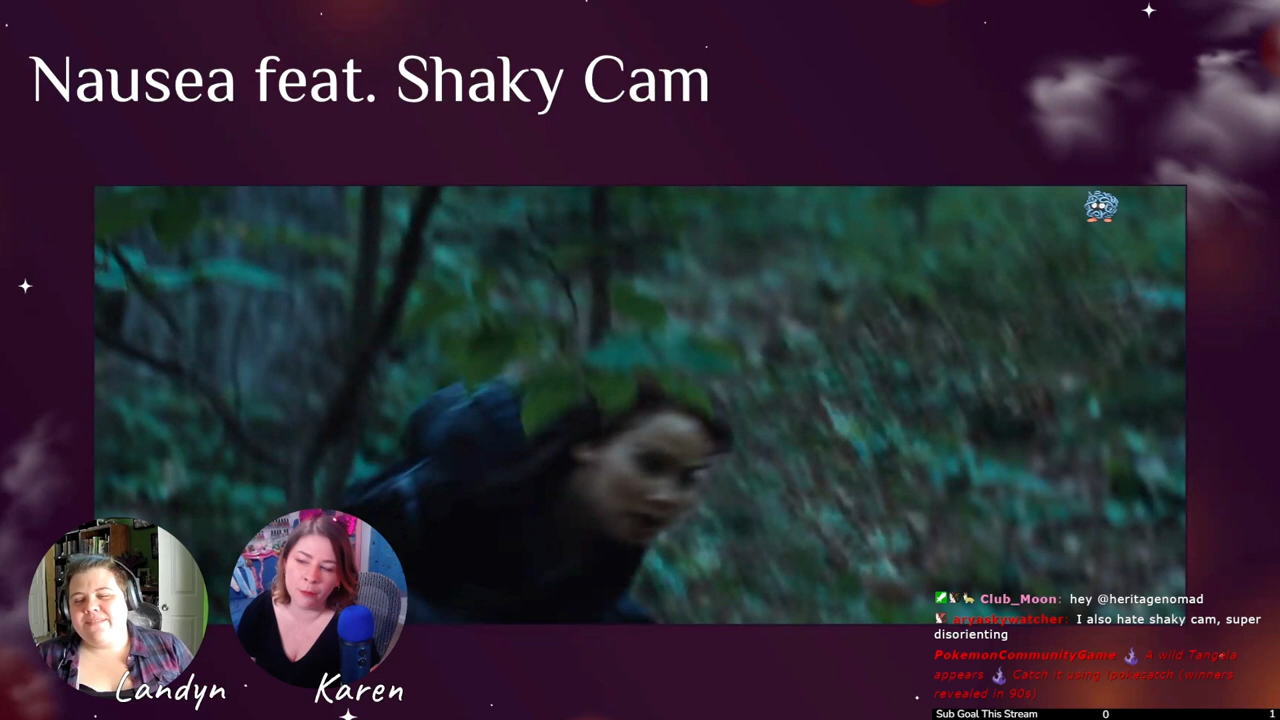 Nausea feat. Shaky Cam
Club_Moon: hey @heritagenomad
aryaskywatcher: I also hate shaky cam, super
disorienting
PokemonCommunityGame: A wild Tangela
appears Catch it using !pokecatch (winners
revealed in 90s)
Landyn
Karen
Sub Goal This Stream 0 1